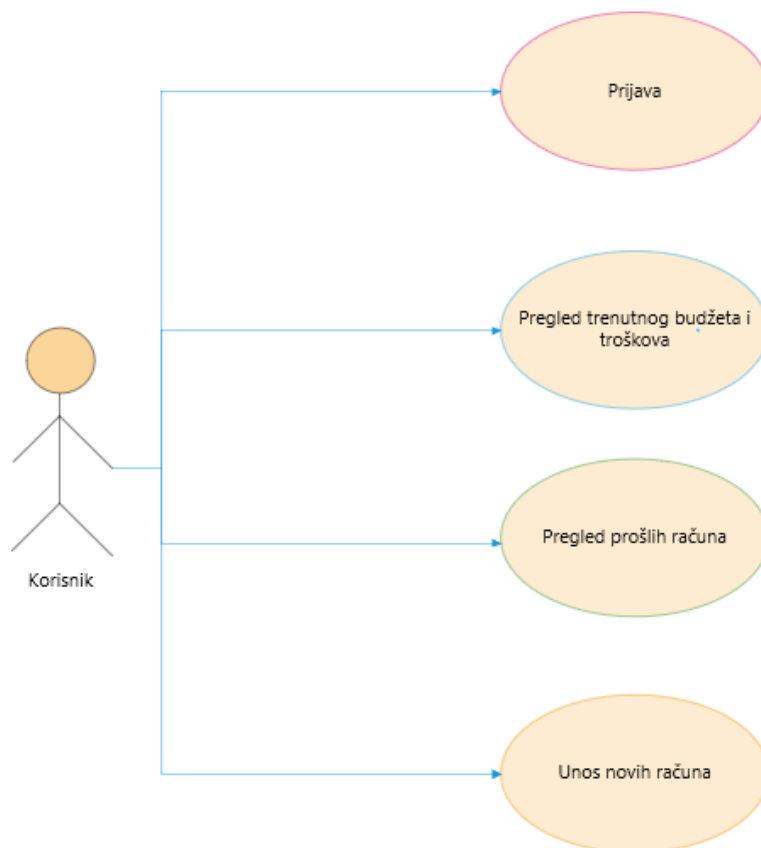 Prijava
Pregled trenutnog budžeta i
troškova
Pregled prošlih računa
Korisnik
Unos novih računa